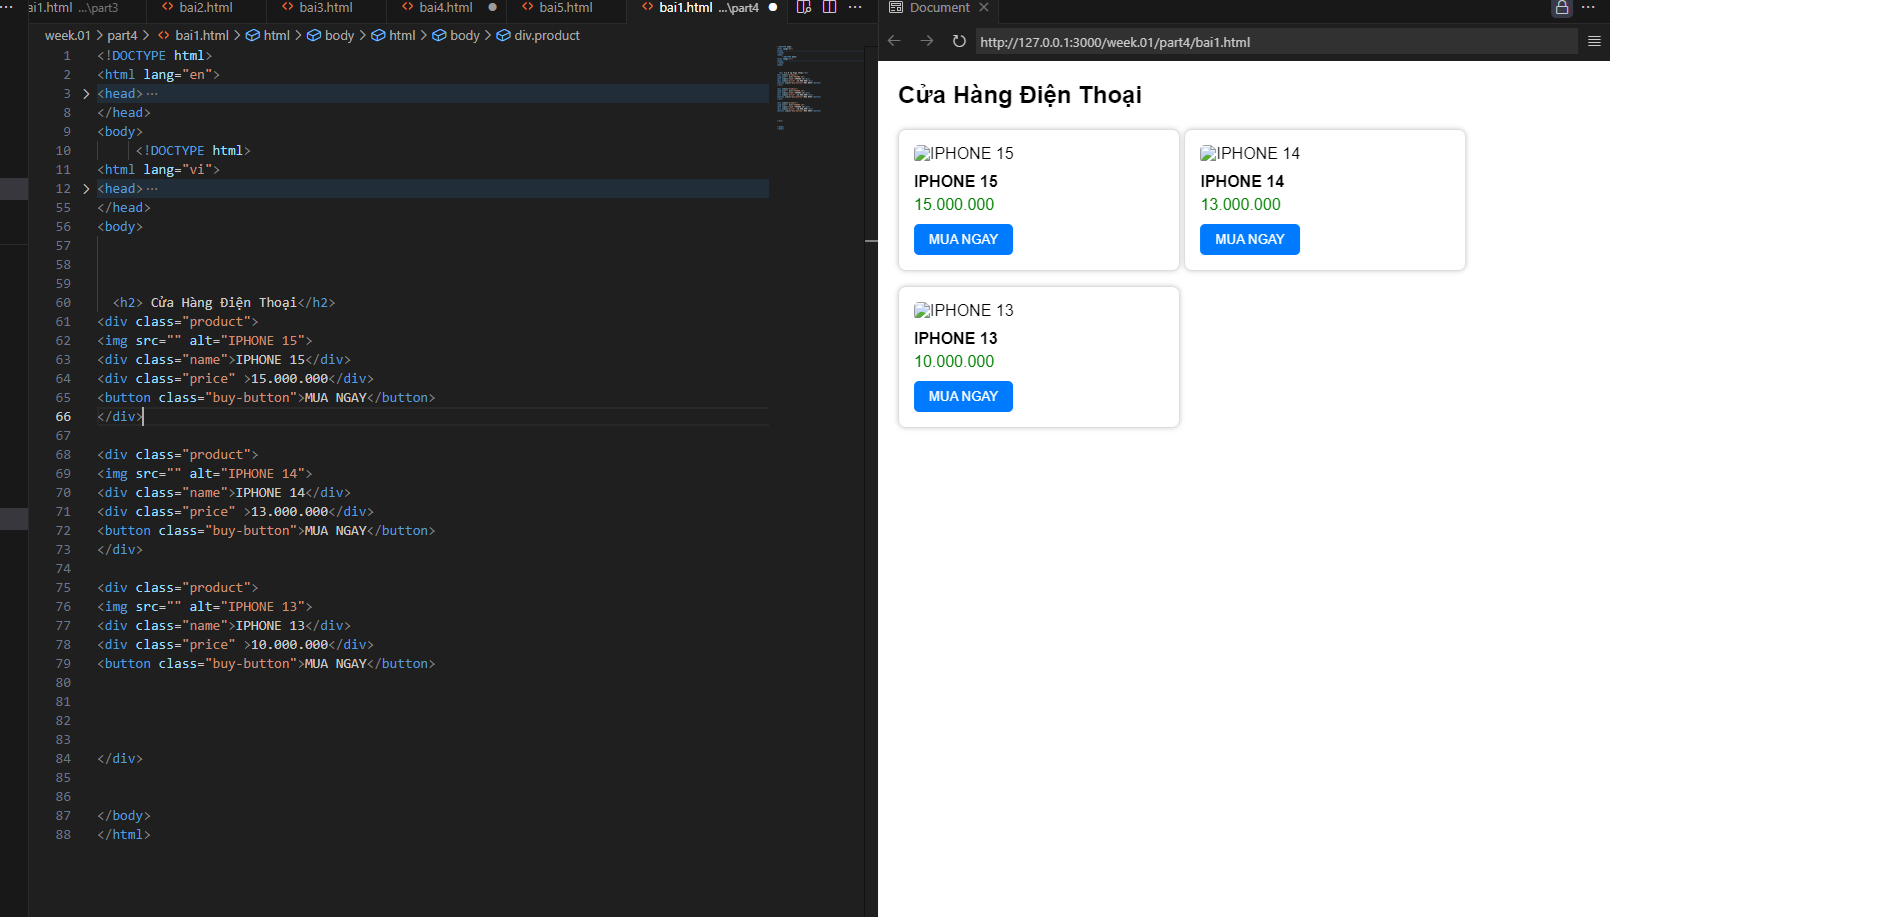 ai1.html ...\part3 bai2.html bai3.html bai4.html bai5.html bai1.html ...\part4
week.01 > part4 > bai1.html > html > body > html > body > div.product
1 <!DOCTYPE html>
2 <html lang="en">
3 <head> ...
8 </head>
9 <body>
10 <!DOCTYPE html>
11 <html lang="vi">
12 <head> ...
55 </head>
56 <body>
57
58
59
60 <h2> Cửa Hàng Điện Thoại</h2>
61 <div class="product">
62 <img src="" alt="IPHONE 15">
63 <div class="name">IPHONE 15</div>
64 <div class="price" >15.000.000</div>
65 <button class="buy-button">MUA NGAY</button>
66 </div>
67
68 <div class="product">
69 <img src="" alt="IPHONE 14">
70 <div class="name">IPHONE 14</div>
71 <div class="price" >13.000.000</div>
72 <button class="buy-button">MUA NGAY</button>
73 </div>
74
75 <div class="product">
76 <img src="" alt="IPHONE 13">
77 <div class="name">IPHONE 13</div>
78 <div class="price" >10.000.000</div>
79 <button class="buy-button">MUA NGAY</button>
80
81
82
83
84 </div>
85
86
87 </body>
88 </html>
Document
http://127.0.0.1:3000/week.01/part4/bai1.html
Cửa Hàng Điện Thoại
IPHONE 15
IPHONE 15
15.000.000
MUA NGAY
IPHONE 14
IPHONE 14
13.000.000
MUA NGAY
IPHONE 13
IPHONE 13
10.000.000
MUA NGAY